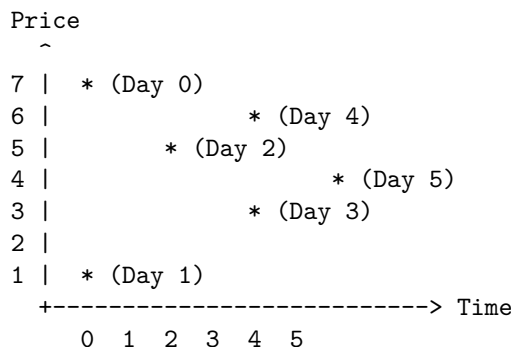 Price
^
7 | * (Day 0)
6 | * (Day 4)
5 | * (Day 2)
4 | * (Day 5)
3 | * (Day 3)
2 |
1 | * (Day 1)
+---------------------------> Time
0 1 2 3 4 5